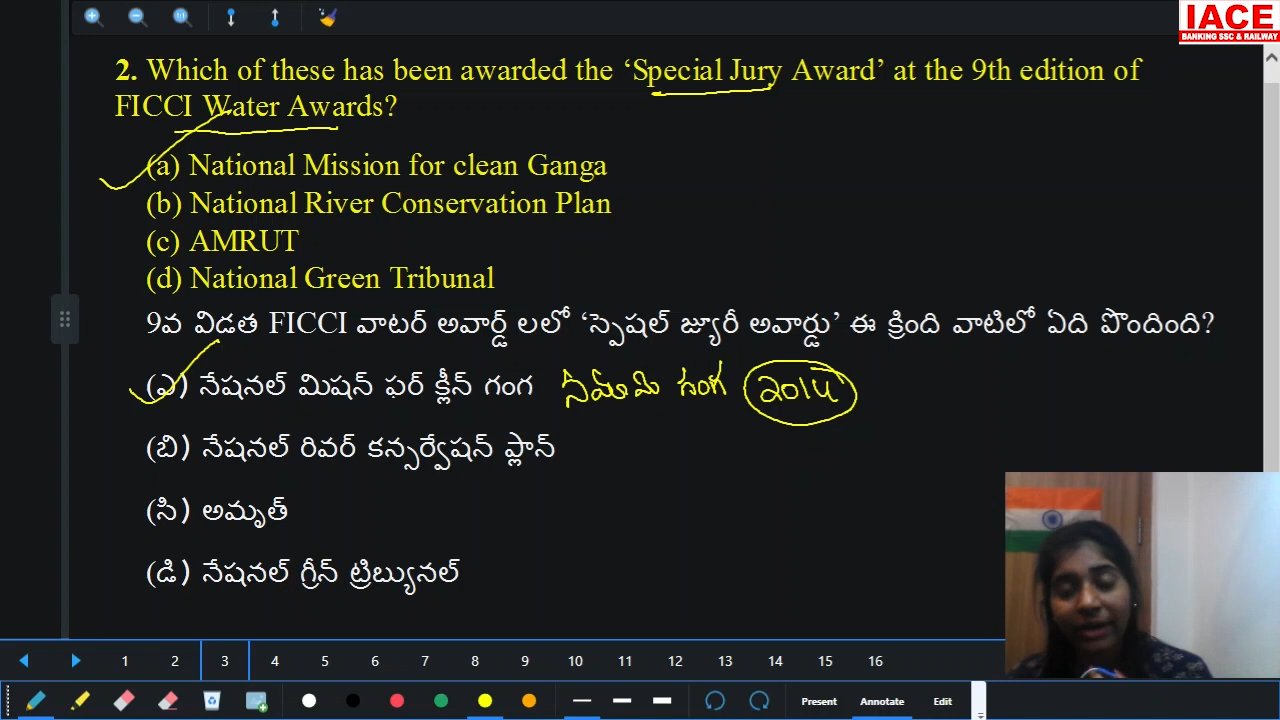 IACE
BANKING SSC & RAILWAY
2. Which of these has been awarded the ‘Special Jury Award’ at the 9th edition of
FICCI Water Awards?
(a) National Mission for clean Ganga
(b) National River Conservation Plan
(c) AMRUT
(d) National Green Tribunal
9వ విడత FICCI వాటర్ అవార్డ్ లలో ‘స్పెషల్ జ్యూరీ అవార్డు’ ఈ క్రింది వాటిలో ఏది పొందింది?
(ఎ) నేషనల్ మిషన్ ఫర్ క్లీన్ గంగ నమామి గంగ 2014
(బి) నేషనల్ రివర్ కన్సర్వేషన్ ప్లాన్
(సి) అమృత్
(డి) నేషనల్ గ్రీన్ ట్రిబ్యునల్
1 2 3 4 5 6 7 8 9 10 11 12 13 14 15 16
Present Annotate Edit